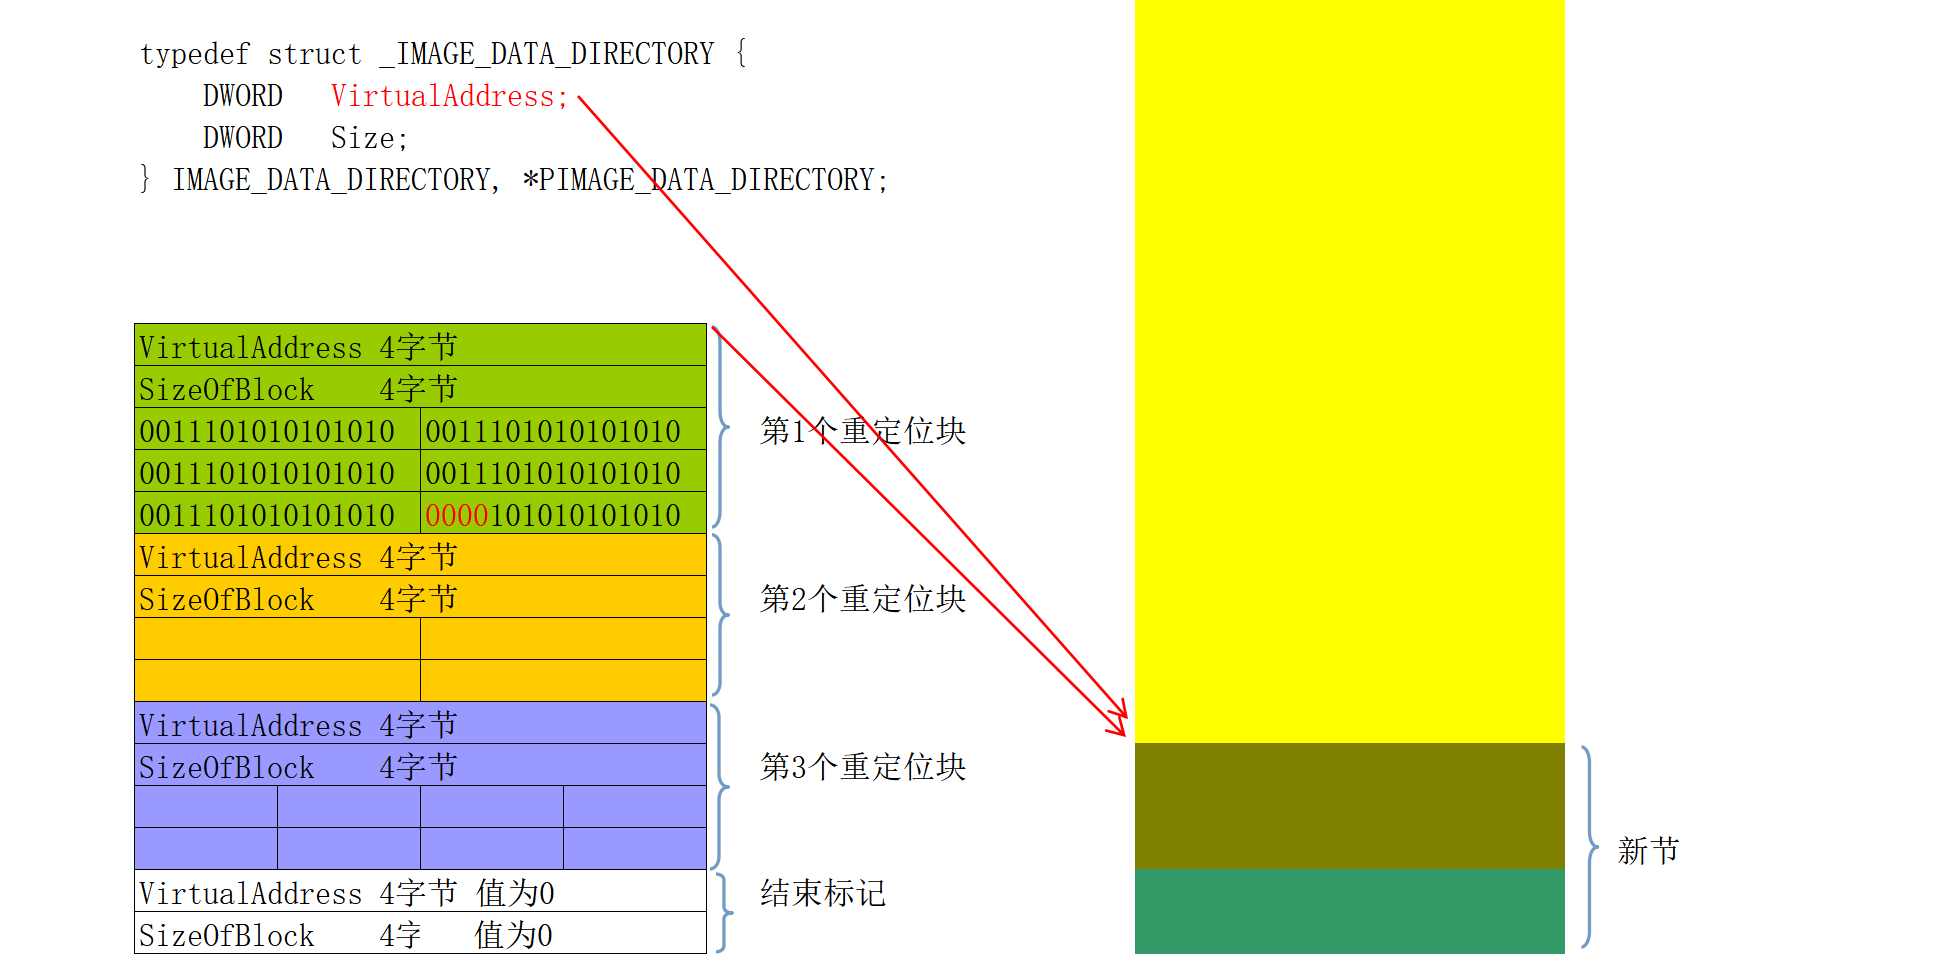 typedef struct _IMAGE_DATA_DIRECTORY {
DWORD VirtualAddress;
DWORD Size;
} IMAGE_DATA_DIRECTORY, *PIMAGE_DATA_DIRECTORY;
VirtualAddress 4字节
SizeOfBlock 4字节
0011101010101010 0011101010101010
0011101010101010 0011101010101010
0011101010101010 0000101010101010
第1个重定位块
VirtualAddress 4字节
SizeOfBlock 4字节
第2个重定位块
VirtualAddress 4字节
SizeOfBlock 4字节
第3个重定位块
VirtualAddress 4字节 值为0
SizeOfBlock 4字 值为0
结束标记
新节